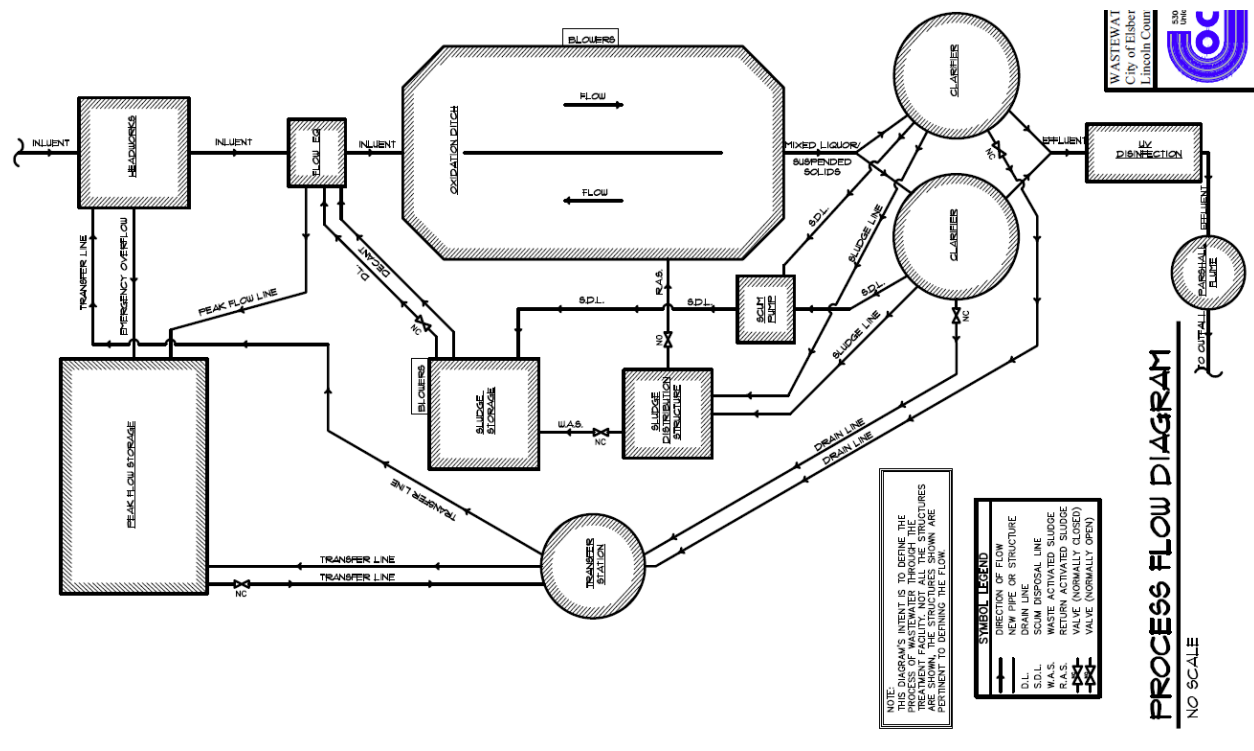 INLUENT
HEADWORKS
INLUENT
FLOW EQ
INLUENT
BLOWERS
FLOW
OXIDATION DITCH
FLOW
MIXED LIQUOR/
SUSPENDED
SOLIDS
CLARIFIER
CLARIFIER
NC
EFFLUENT
UV
DISINFECTION
EFFLUENT
PARSHALL
FLUME
TO OUTFALL
TRANSFER LINE
EMERGENCY OVERFLOW
PEAK FLOW LINE
D.L.
DECANT
NC
R.A.S.
NO
S.D.L.
S.D.L.
SCUM
PUMP
S.D.L.
S.D.L.
SLUDGE LINE
SLUDGE LINE
NC
PEAK FLOW STORAGE
BLOWERS
SLUDGE
STORAGE
W.A.S.
NC
SLUDGE
DISTRIBUTION
STRUCTURE
DRAIN LINE
DRAIN LINE
TRANSFER LINE
TRANSFER LINE
TRANSFER LINE
NC
TRANSFER
STATION
NOTE:
THIS DIAGRAM'S INTENT IS TO DEFINE THE
PROCESS OF WASTEWATER THROUGH THE
TREATMENT FACILITY. NOT ALL THE STRUCTURES
ARE SHOWN, THE STRUCTURES SHOWN ARE
PERTINENT TO DEFINING THE FLOW.
SYMBOL LEGEND
DIRECTION OF FLOW
NEW PIPE OR STRUCTURE
D.L. DRAIN LINE
S.D.L. SCUM DISPOSAL LINE
W.A.S. WASTE ACTIVATED SLUDGE
R.A.S. RETURN ACTIVATED SLUDGE
VALVE (NORMALLY CLOSED)
VALVE (NORMALLY OPEN)
PROCESS FLOW DIAGRAM
NO SCALE
WASTEWAT
City of Elsber
Lincoln Coun
OC
530
Unio